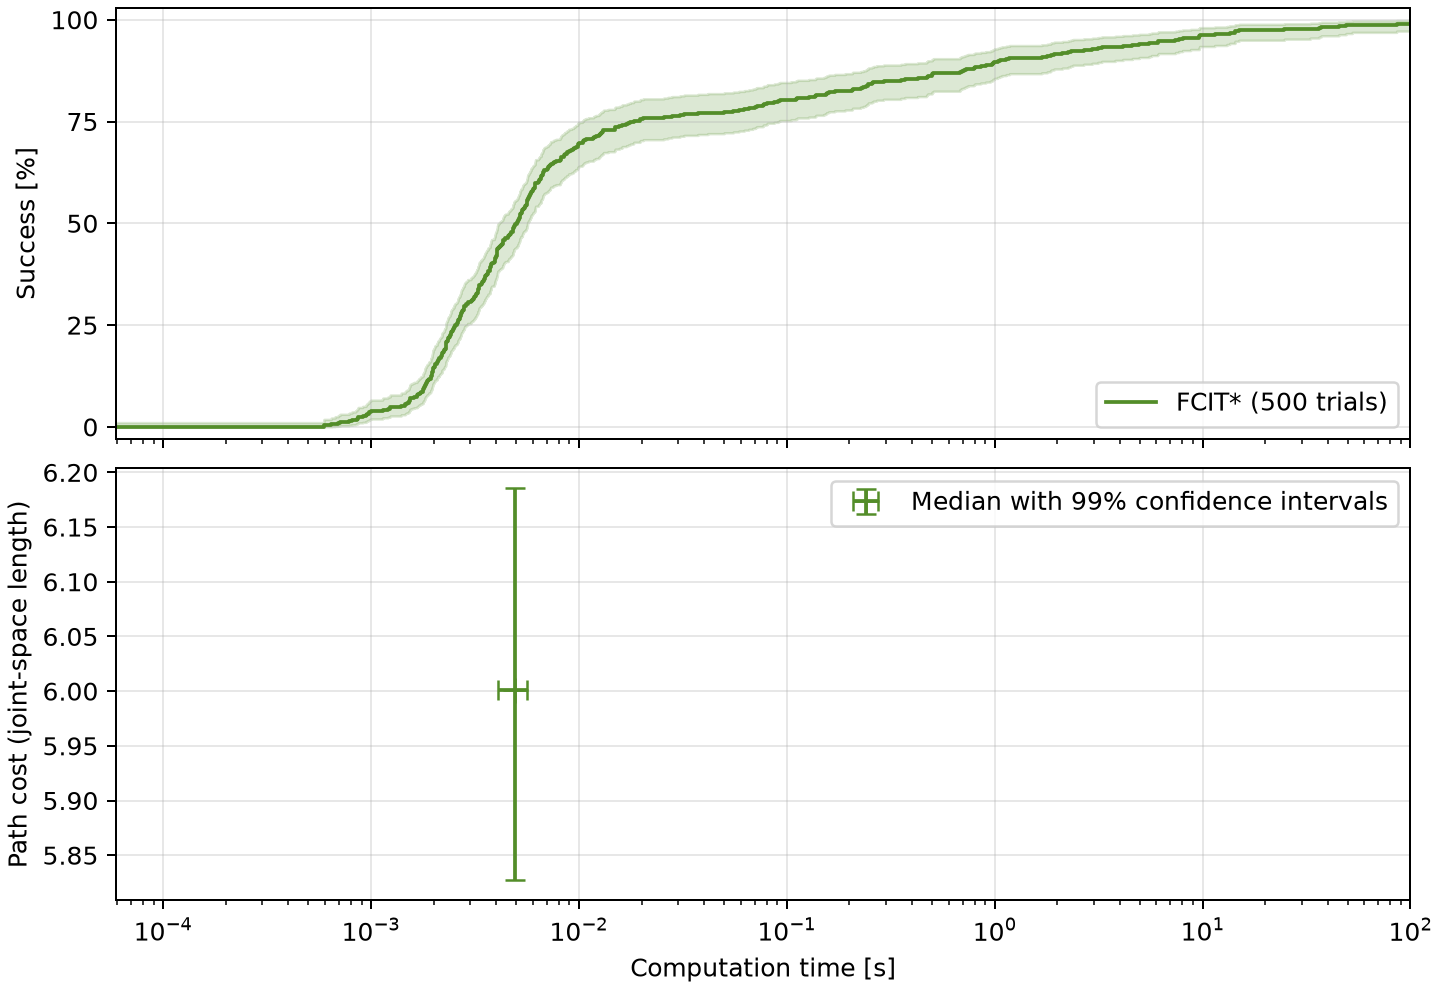 100
75
50
25
0
Success [%]
FCIT* (500 trials)
6.20
6.15
6.10
6.05
6.00
5.95
5.90
5.85
Path cost (joint-space length)
Median with 99% confidence intervals
10⁻⁴ 10⁻³ 10⁻² 10⁻¹ 10⁰ 10¹ 10²
Computation time [s]